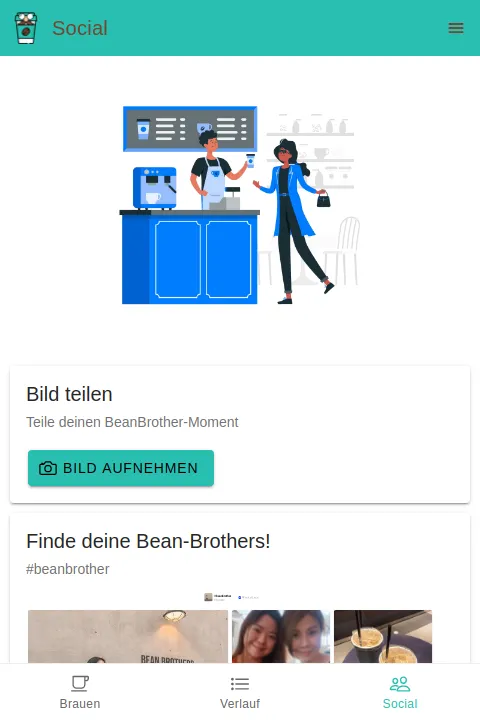 Social
Bild teilen
Teile deinen BeanBrother-Moment
BILD AUFNEHMEN
Finde deine Bean-Brothers!
#beanbrother
BEAN BROTHERS
Brauen
Verlauf
Social